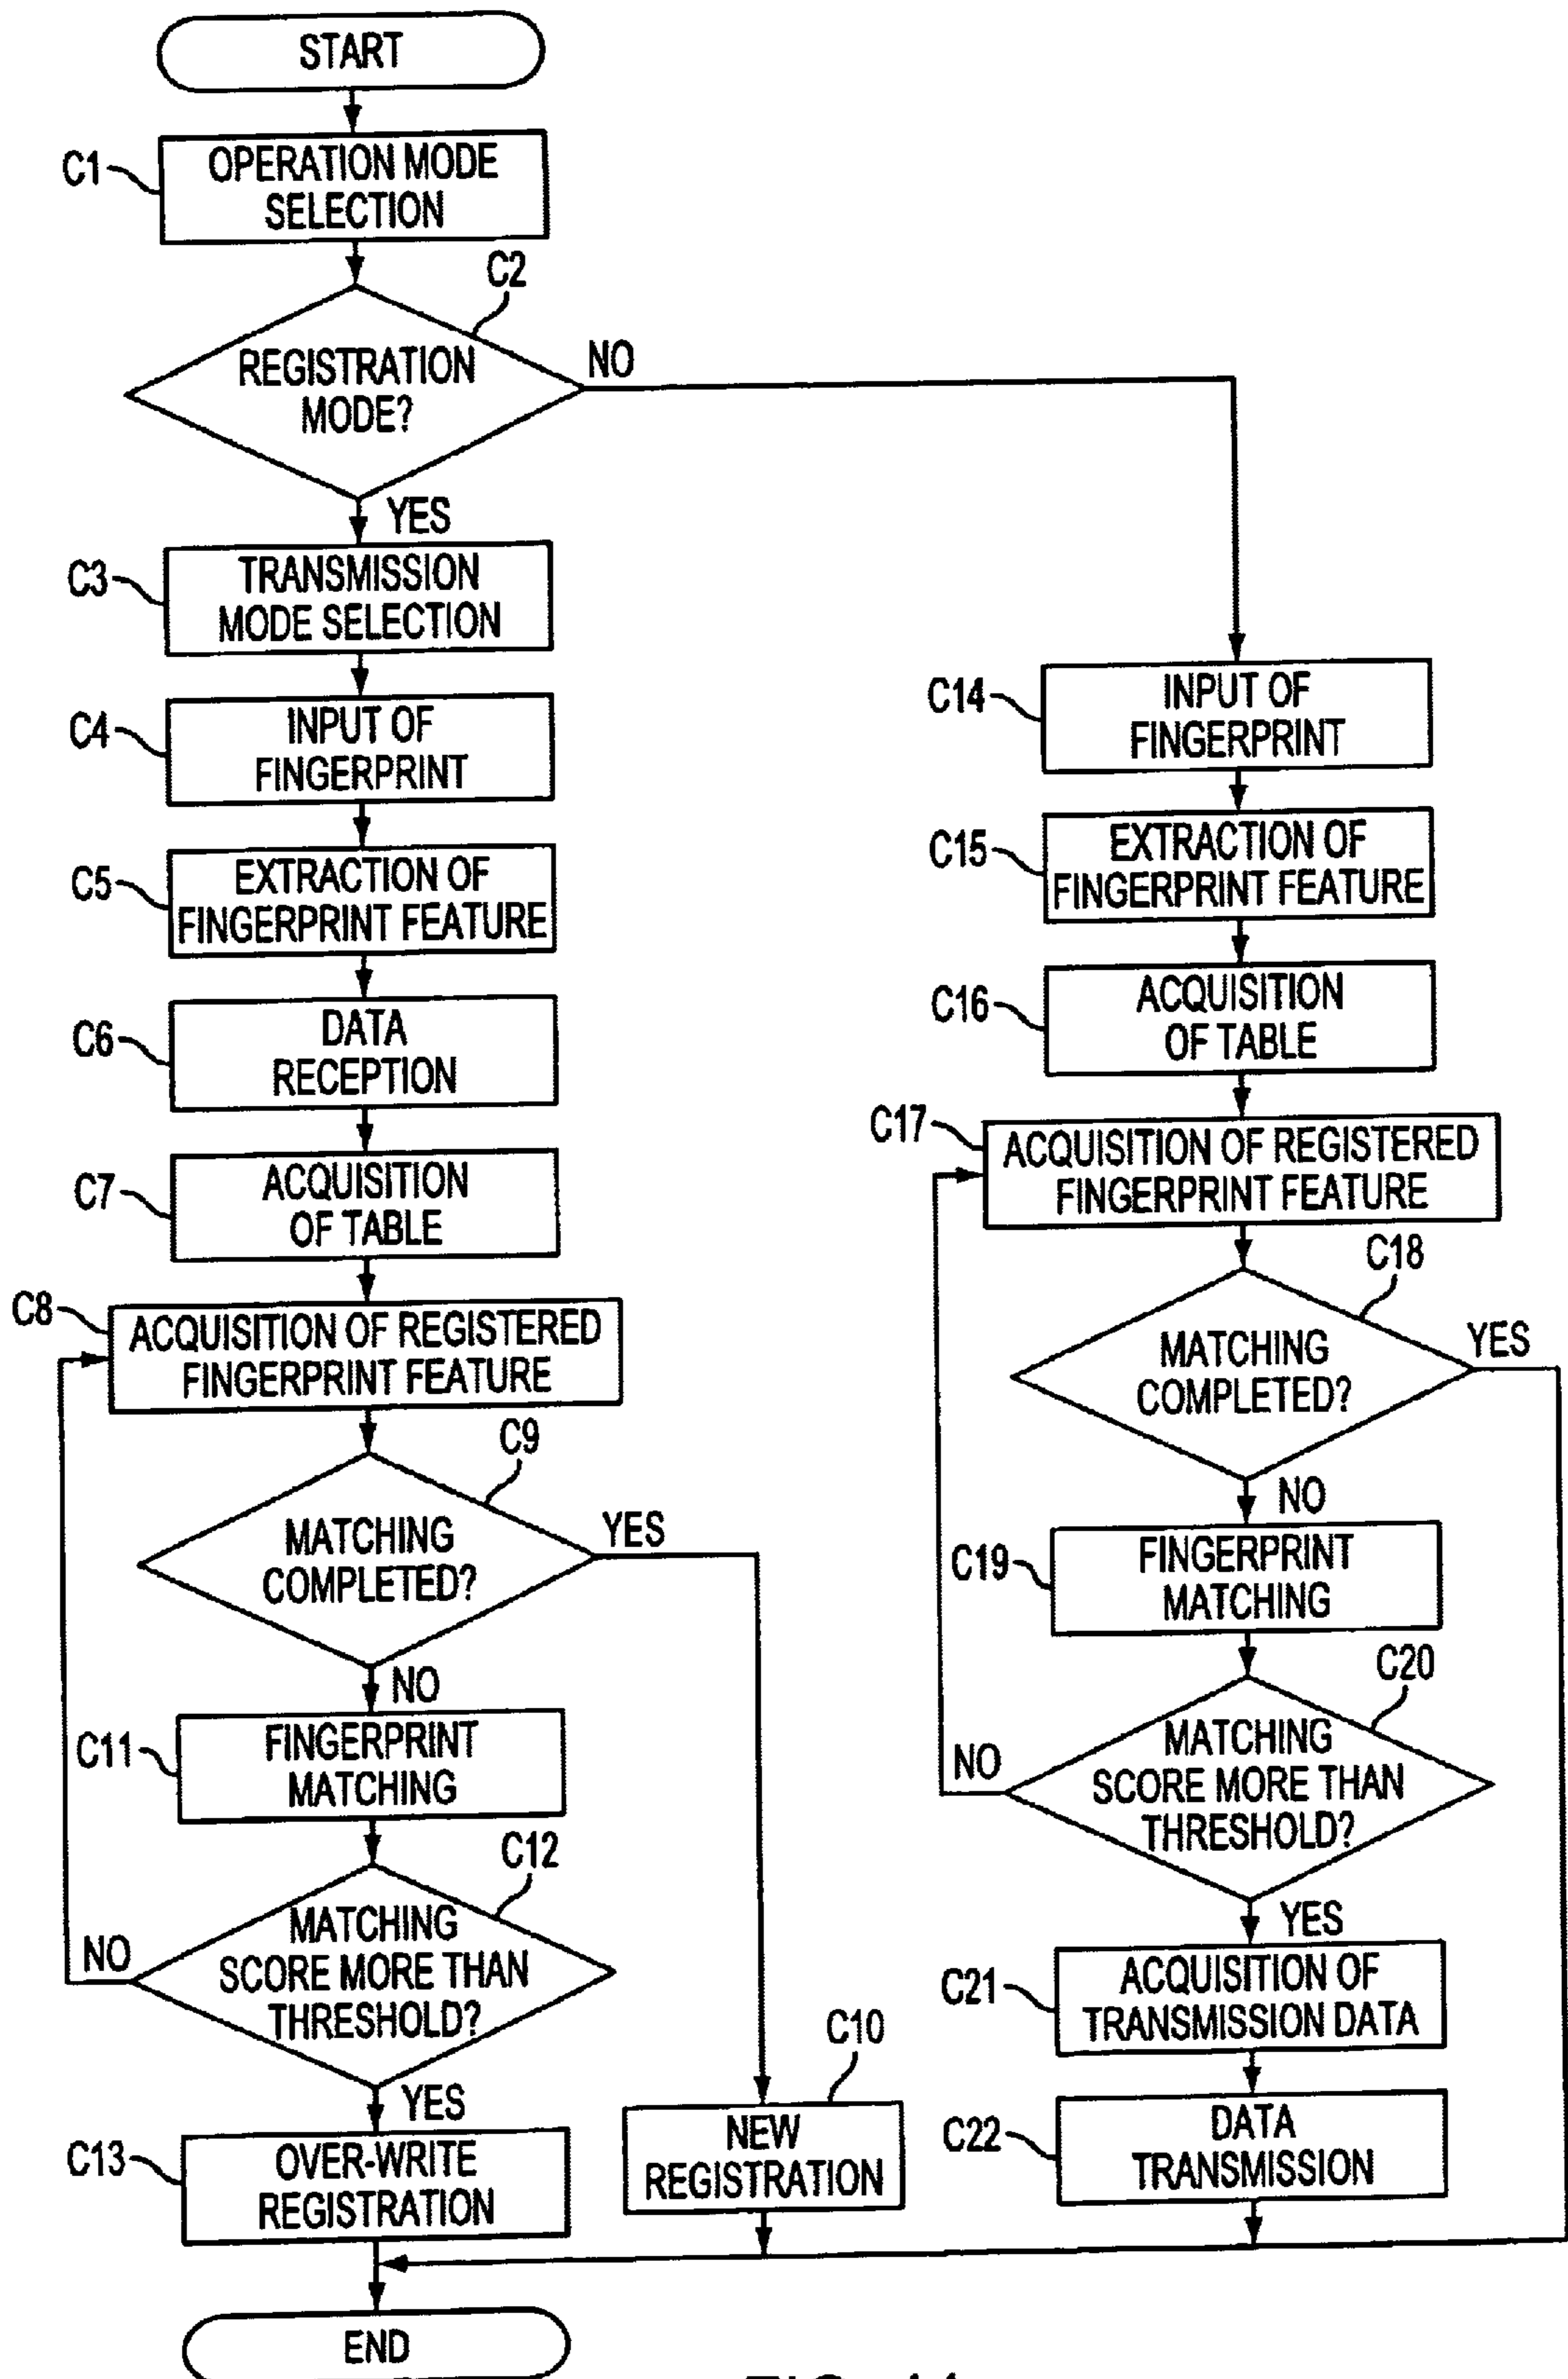 START
C1
OPERATION MODE
SELECTION
C2
REGISTRATION
MODE?
NO
YES
C3
TRANSMISSION
MODE SELECTION
C4
INPUT OF
FINGERPRINT
C5
EXTRACTION OF
FINGERPRINT FEATURE
C6
DATA
RECEPTION
C7
ACQUISITION
OF TABLE
C8
ACQUISITION OF REGISTERED
FINGERPRINT FEATURE
C9
MATCHING
COMPLETED?
YES
NO
C11
FINGERPRINT
MATCHING
C12
MATCHING
SCORE MORE THAN
THRESHOLD?
NO
YES
C13
OVER-WRITE
REGISTRATION
C10
NEW
REGISTRATION
C14
INPUT OF
FINGERPRINT
C15
EXTRACTION OF
FINGERPRINT FEATURE
C16
ACQUISITION
OF TABLE
C17
ACQUISITION OF REGISTERED
FINGERPRINT FEATURE
C18
MATCHING
COMPLETED?
YES
NO
C19
FINGERPRINT
MATCHING
C20
MATCHING
SCORE MORE THAN
THRESHOLD?
NO
YES
C21
ACQUISITION OF
TRANSMISSION DATA
C22
DATA
TRANSMISSION
END